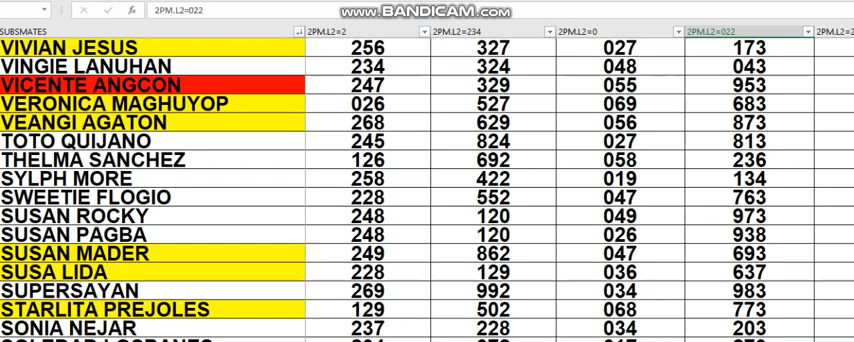 www.BANDICAM.com
fx 2PM.L2=022
SUBSMATES 2PM.L2=2 2PM.L2=234 2PM.L2=0 2PM.L2=022 2PM.L2=2
VIVIAN JESUS 256 327 027 173
VINGIE LANUHAN 234 324 048 043
VICENTE ANGCON 247 329 055 953
VERONICA MAGHUYOP 026 527 069 683
VEANGI AGATON 268 629 056 873
TOTO QUIJANO 245 824 027 813
THELMA SANCHEZ 126 692 058 236
SYLPH MORE 258 422 019 134
SWEETIE FLOGIO 228 552 047 763
SUSAN ROCKY 248 120 049 973
SUSAN PAGBA 248 120 026 938
SUSAN MADER 249 862 047 693
SUSA LIDA 228 129 036 637
SUPERSAYAN 269 992 034 983
STARLITA PREJOLES 129 502 068 773
SONIA NEJAR 237 228 034 203